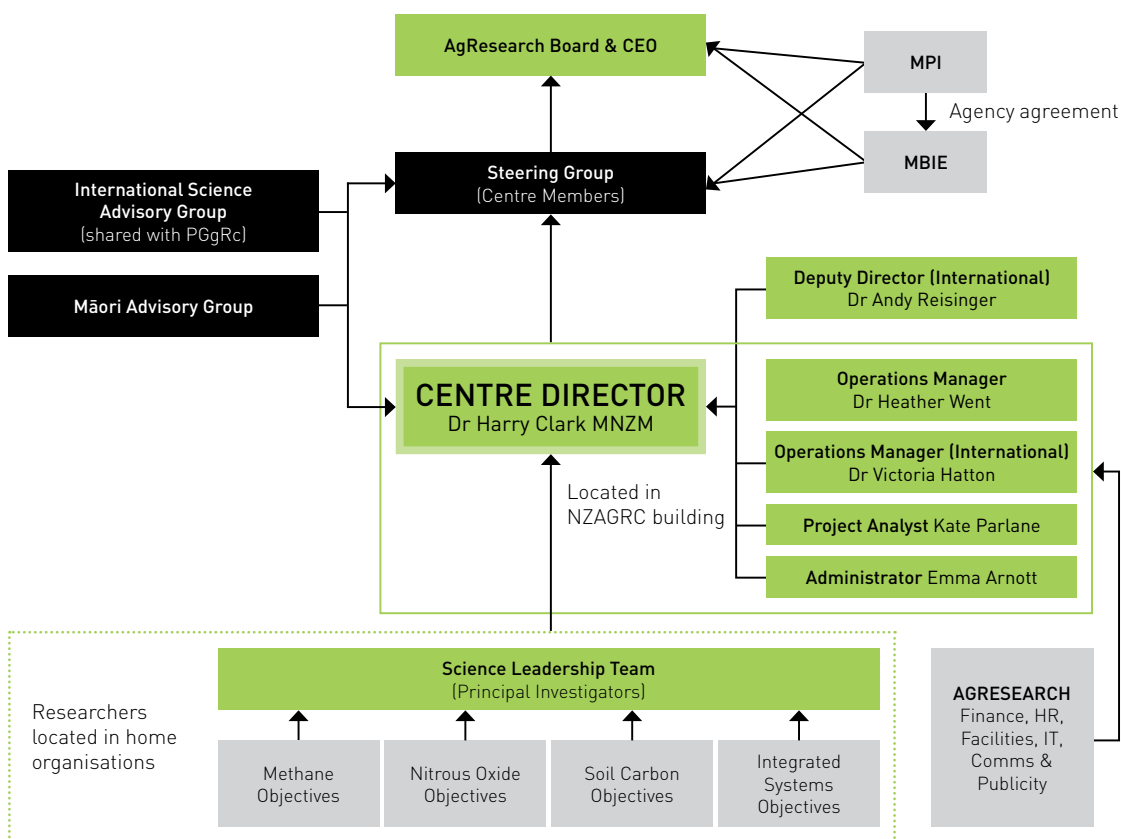 AgResearch Board & CEO
MPI
Agency agreement
MBIE
Steering Group
(Centre Members)
International Science
Advisory Group
(shared with PGgRc)
Māori Advisory Group
Deputy Director (International)
Dr Andy Reisinger
CENTRE DIRECTOR
Dr Harry Clark MNZM
Operations Manager
Dr Heather Went
Operations Manager (International)
Dr Victoria Hatton
Located in
NZAGRC building
Project Analyst Kate Parlane
Administrator Emma Arnott
Science Leadership Team
(Principal Investigators)
Researchers
located in home
organisations
Methane
Objectives
Nitrous Oxide
Objectives
Soil Carbon
Objectives
Integrated
Systems
Objectives
AGRESEARCH
Finance, HR,
Facilities, IT,
Comms &
Publicity